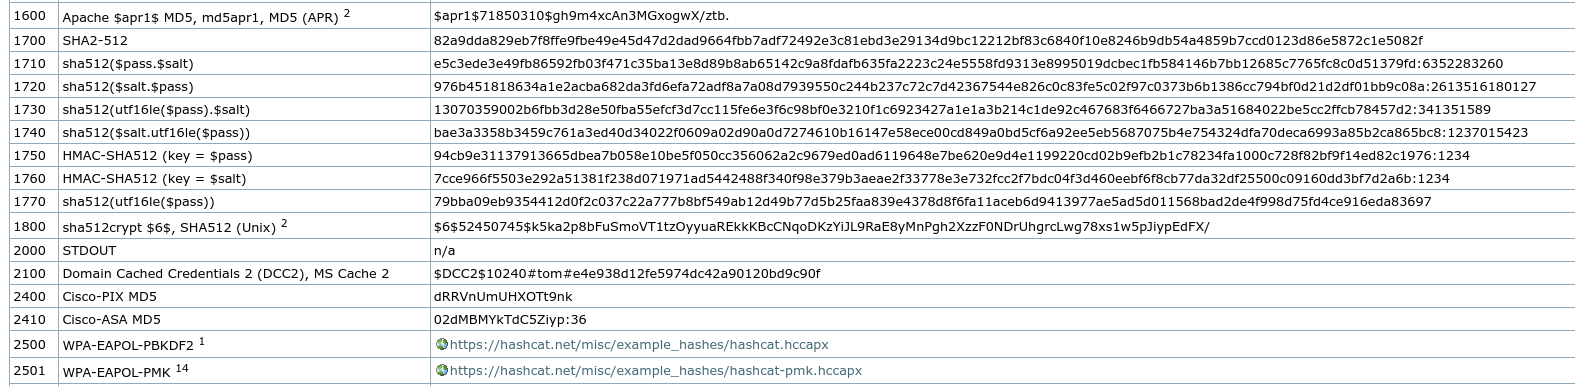 1600 Apache $apr1$ MD5, md5apr1, MD5 (APR) 2 $apr1$71850310$gh9m4xcAn3MGxogwX/ztb.
1700 SHA2-512 82a9dda829eb7f8ffe9fbe49e45d47d2dad9664fbb7adf72492e3c81ebd3e29134d9bc12212bf83c6840f10e8246b9db54a4859b7ccd0123d86e5872c1e5082f
1710 sha512($pass.$salt) e5c3ede3e49fb86592fb03f471c35ba13e8d89b8ab65142c9a8fdafb635fa2223c24e5558fd9313e8995019dcbec1fb584146b7bb12685c7765fc8c0d51379fd:6352283260
1720 sha512($salt.$pass) 976b451818634a1e2acba682da3fd6efa72adf8a7a08d7939550c244b237c72c7d42367544e826c0c83fe5c02f97c0373b6b1386cc794bf0d21d2df01bb9c08a:2613516180127
1730 sha512(utf16le($pass).$salt) 13070359002b6fbb3d28e50fba55efcf3d7cc115fe6e3f6c98bf0e3210f1c6923427a1e1a3b214c1de92c467683f6466727ba3a51684022be5cc2ffcb78457d2:341351589
1740 sha512($salt.utf16le($pass)) bae3a3358b3459c761a3ed40d34022f0609a02d90a0d7274610b16147e58ece00cd849a0bd5cf6a92ee5eb5687075b4e754324dfa70deca6993a85b2ca865bc8:1237015423
1750 HMAC-SHA512 (key = $pass) 94cb9e31137913665dbea7b058e10be5f050cc356062a2c9679ed0ad6119648e7be620e9d4e1199220cd02b9efb2b1c78234fa1000c728f82bf9f14ed82c1976:1234
1760 HMAC-SHA512 (key = $salt) 7cce966f5503e292a51381f238d071971ad5442488f340f98e379b3aeae2f33778e3e732fcc2f7bdc04f3d460eebf6f8cb77da32df25500c09160dd3bf7d2a6b:1234
1770 sha512(utf16le($pass)) 79bba09eb9354412d0f2c037c22a777b8bf549ab12d49b77d5b25faa839e4378d8f6fa11aceb6d9413977ae5ad5d011568bad2de4f998d75fd4ce916eda83697
1800 sha512crypt $6$, SHA512 (Unix) 2 $6$52450745$k5ka2p8bFuSmoVT1tzOyyuaREkkKBcCNqoDKzYiJL9RaE8yMnPgh2XzzF0NDrUhgrcLwg78xs1w5pJiypEdFX/
2000 STDOUT n/a
2100 Domain Cached Credentials 2 (DCC2), MS Cache 2 $DCC2$10240#tom#e4e938d12fe5974dc42a90120bd9c90f
2400 Cisco-PIX MD5 dRRVnUmUHXOTt9nk
2410 Cisco-ASA MD5 02dMBMYkTdC5Ziyp:36
2500 WPA-EAPOL-PBKDF2 1 https://hashcat.net/misc/example_hashes/hashcat.hccapx
2501 WPA-EAPOL-PMK 14 https://hashcat.net/misc/example_hashes/hashcat-pmk.hccapx